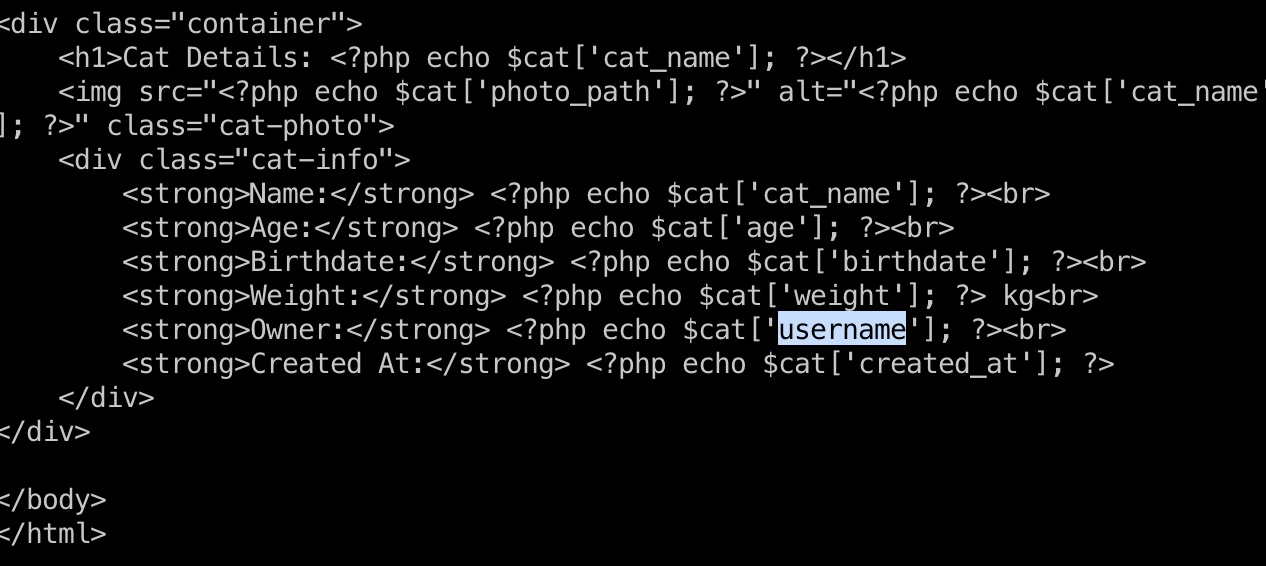 <div class="container">
    <h1>Cat Details: <?php echo $cat['cat_name']; ?></h1>
    <img src="<?php echo $cat['photo_path']; ?>" alt="<?php echo $cat['cat_name'
]; ?>" class="cat-photo">
    <div class="cat-info">
        <strong>Name:</strong> <?php echo $cat['cat_name']; ?><br>
        <strong>Age:</strong> <?php echo $cat['age']; ?><br>
        <strong>Birthdate:</strong> <?php echo $cat['birthdate']; ?><br>
        <strong>Weight:</strong> <?php echo $cat['weight']; ?> kg<br>
        <strong>Owner:</strong> <?php echo $cat['username']; ?><br>
        <strong>Created At:</strong> <?php echo $cat['created_at']; ?>
    </div>
</div>

</body>
</html>